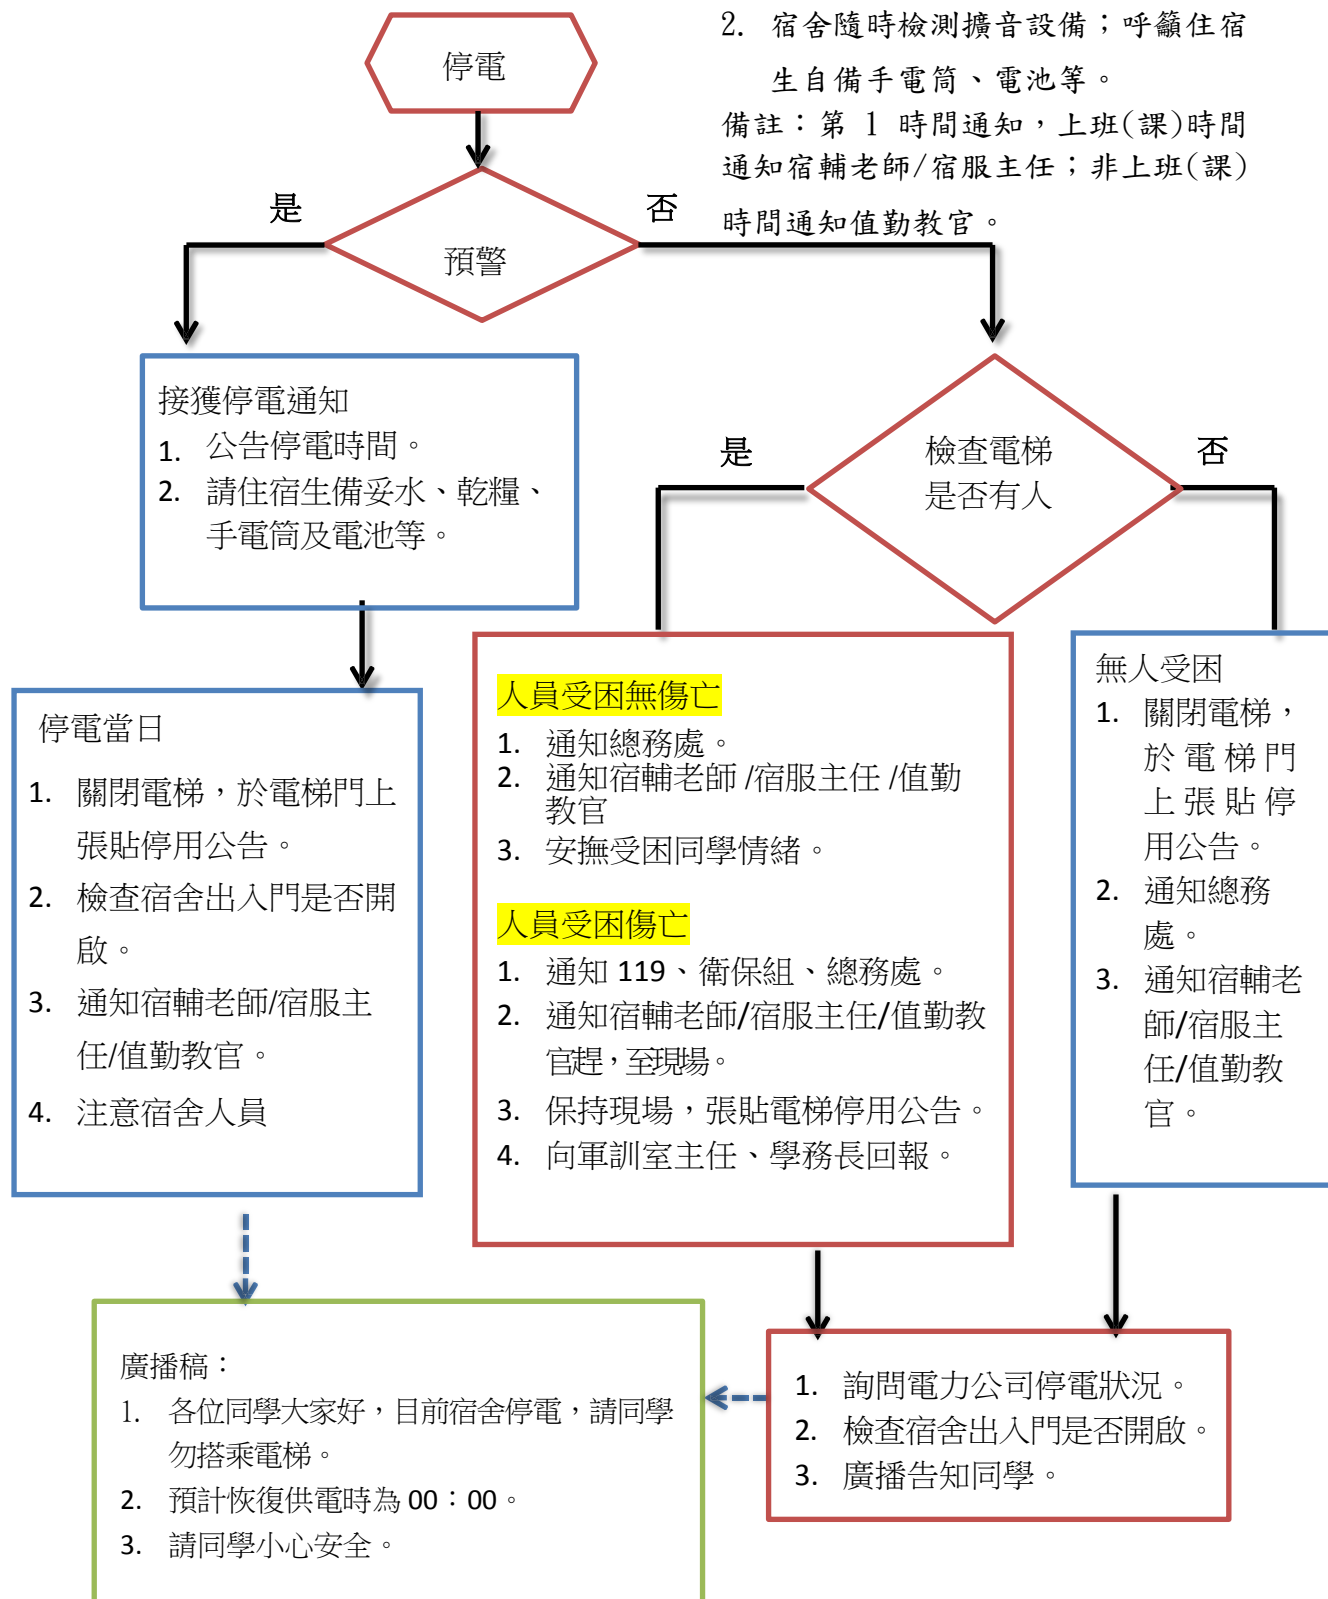 2. 宿舍隨時檢測擴音設備；呼籲住宿
生自備手電筒、電池等。
備註：第 1 時間通知，上班(課)時間
通知宿輔老師/宿服主任；非上班(課)
時間通知值勤教官。
停電
是
否
預警
接獲停電通知
1. 公告停電時間。
2. 請住宿生備妥水、乾糧、
手電筒及電池等。
是
檢查電梯
是否有人
否
停電當日
1. 關閉電梯，於電梯門上
張貼停用公告。
2. 檢查宿舍出入門是否開
啟。
3. 通知宿輔老師/宿服主
任/值勤教官。
4. 注意宿舍人員
人員受困無傷亡
1. 通知總務處。
2. 通知宿輔老師 /宿服主任 /值勤
教官
3. 安撫受困同學情緒。
人員受困傷亡
1. 通知 119、衛保組、總務處。
2. 通知宿輔老師/宿服主任/值勤教
官趕，至現場。
3. 保持現場，張貼電梯停用公告。
4. 向軍訓室主任、學務長回報。
無人受困
1. 關閉電梯，
於電梯門
上張貼停
用公告。
2. 通知總務
處。
3. 通知宿輔老
師/宿服主
任/值勤教
官。
廣播稿：
1. 各位同學大家好，目前宿舍停電，請同學
勿搭乘電梯。
2. 預計恢復供電時為 00：00。
3. 請同學小心安全。
1. 詢問電力公司停電狀況。
2. 檢查宿舍出入門是否開啟。
3. 廣播告知同學。